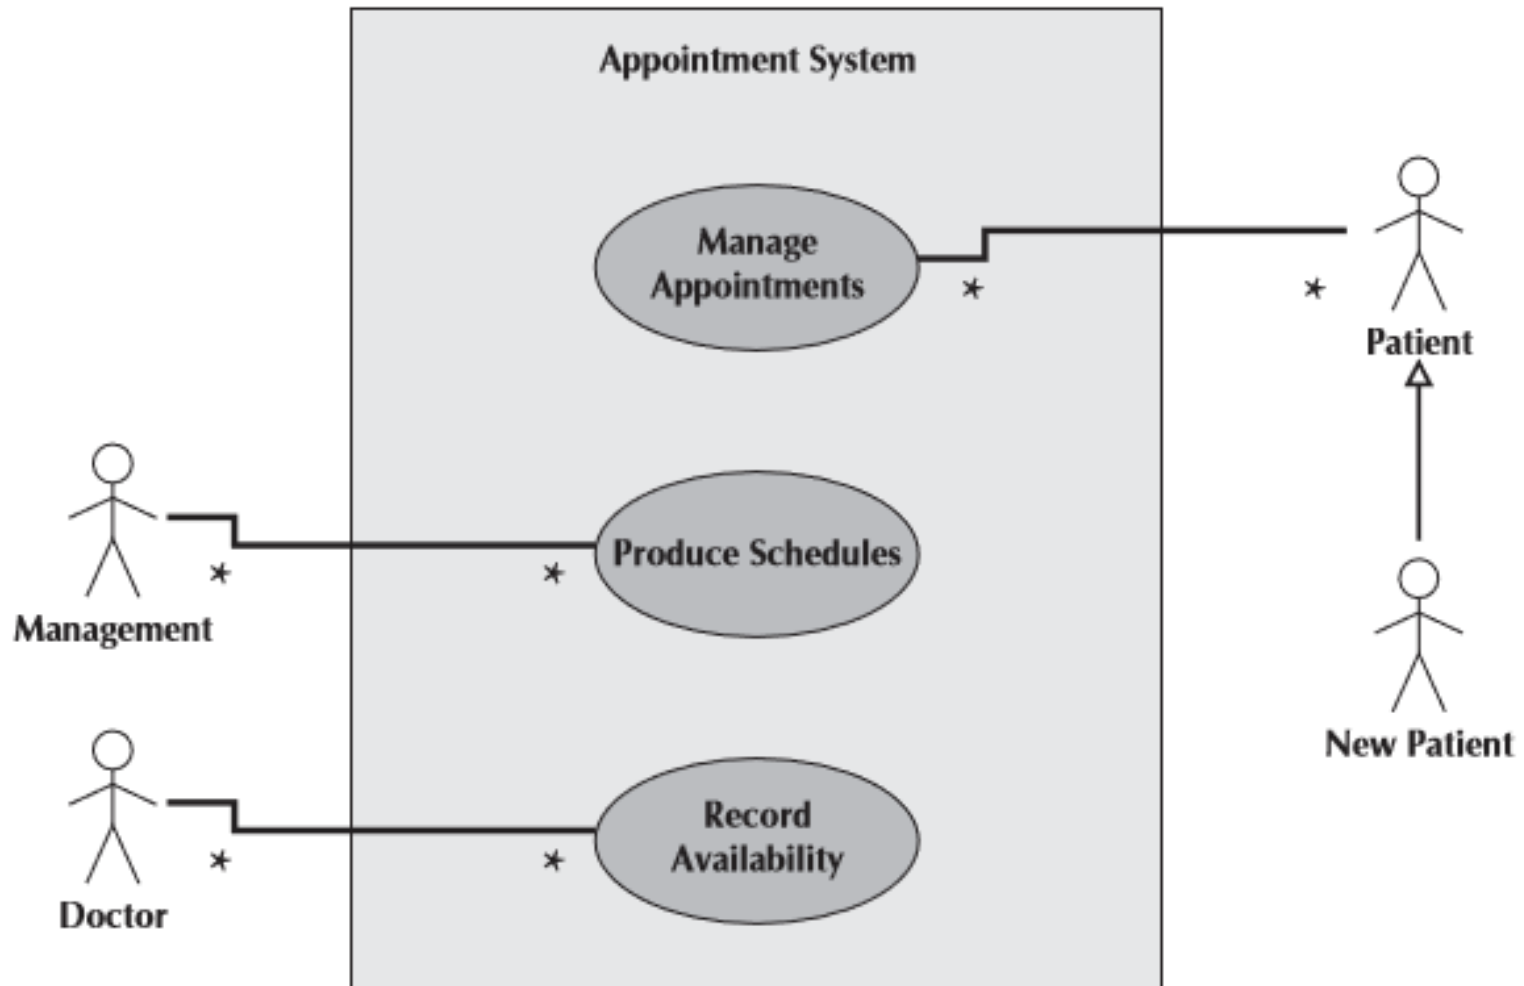 Appointment System
Manage
Appointments
*
*
Patient
Produce Schedules
*
*
Management
New Patient
Record
Availability
*
*
Doctor